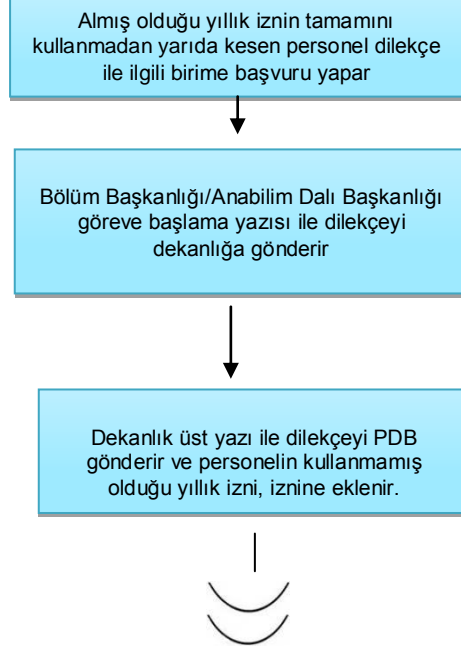 Almış olduğu yıllık iznin tamamını
kullanmadan yarıda kesen personel dilekçe
ile ilgili birime başvuru yapar
Bölüm Başkanlığı/Anabilim Dalı Başkanlığı
göreve başlama yazısı ile dilekçeyi
dekanlığa gönderir
Dekanlık üst yazı ile dilekçeyi PDB
gönderir ve personelin kullanmamış
olduğu yıllık izni, iznine eklenir.